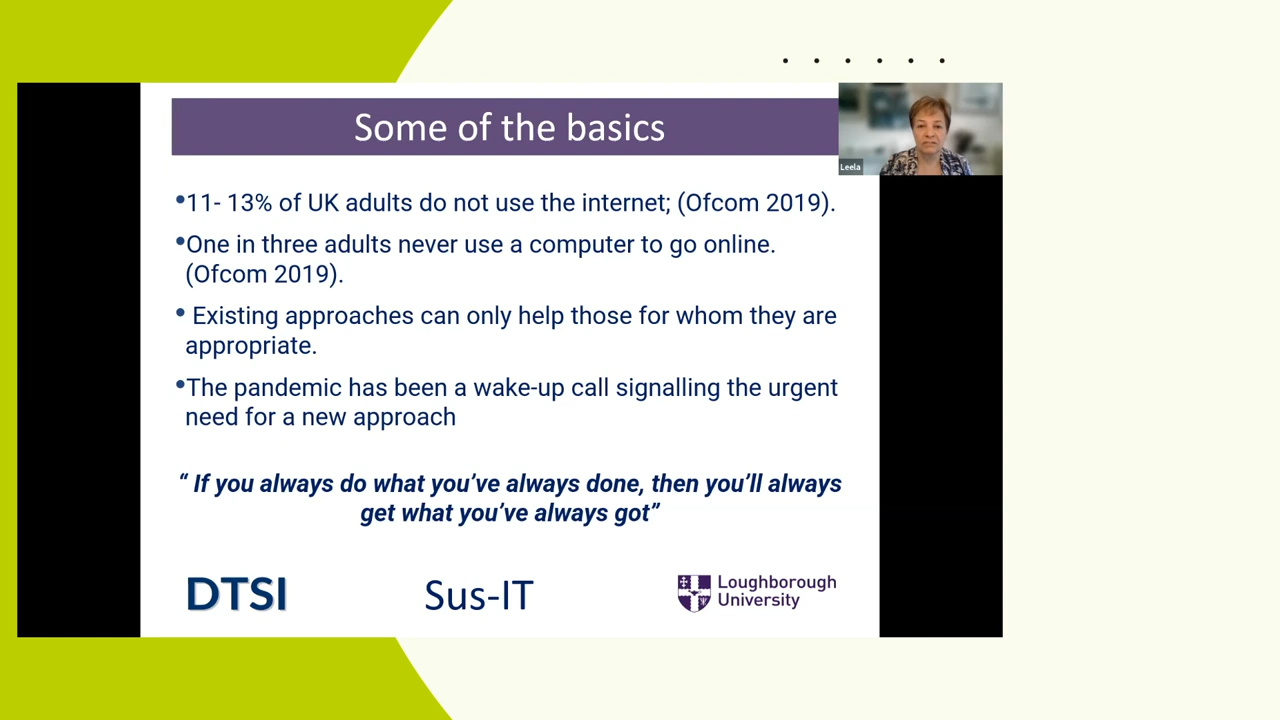 Some of the basics
Leela
•11- 13% of UK adults do not use the internet; (Ofcom 2019).
•One in three adults never use a computer to go online.
(Ofcom 2019).
• Existing approaches can only help those for whom they are
appropriate.
•The pandemic has been a wake-up call signalling the urgent
need for a new approach
“ If you always do what you’ve always done, then you’ll always
get what you’ve always got”
DTSI
Sus-IT
Loughborough
University